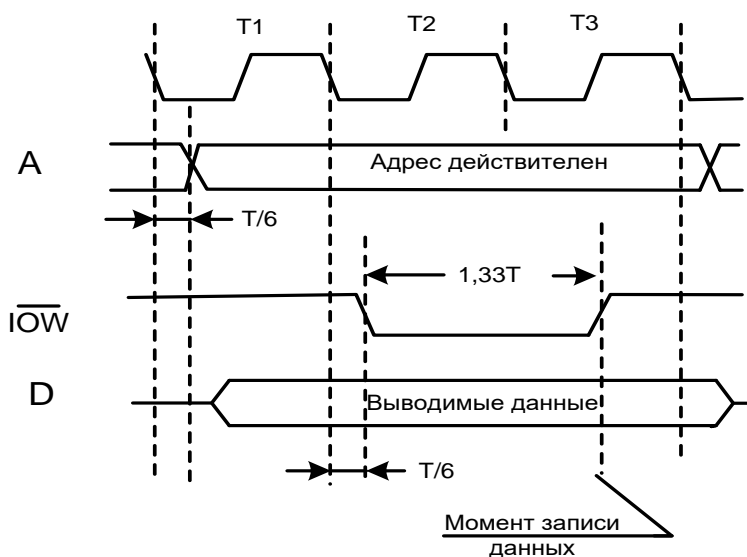 T1
T2
T3
A
Адрес действителен
T/6
1,33T
IOW
D
Выводимые данные
T/6
Момент записи
данных